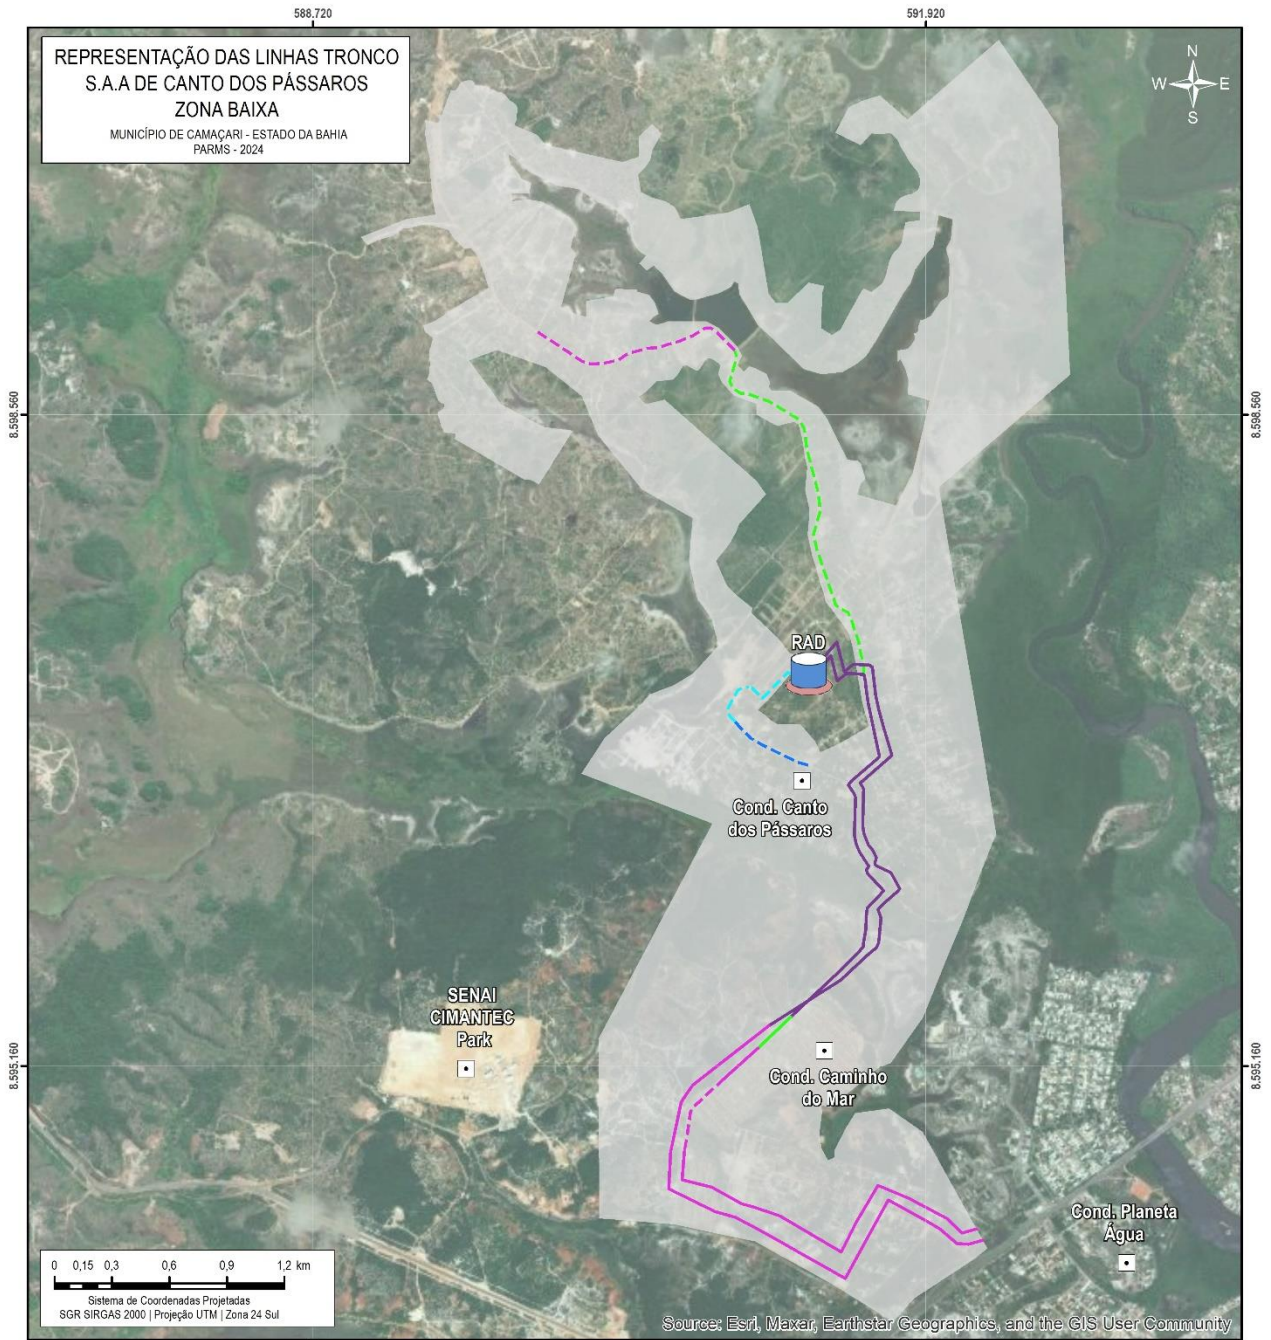 588.720
591.920
REPRESENTAÇÃO DAS LINHAS TRONCO
S.A.A DE CANTO DOS PÁSSAROS
ZONA BAIXA
MUNICÍPIO DE CAMAÇARI - ESTADO DA BAHIA
PARMS - 2024
N
W
E
S
8.598.560
8.598.560
RAD
Cond. Canto
dos Pássaros
SENAI
CIMANTEC
Park
8.595.160
8.595.160
Cond. Caminho
do Mar
Cond. Planeta
Água
0 0,15 0,3 0,6 0,9 1,2 km
Sistema de Coordenadas Projetadas
SGR SIRGAS 2000 | Projeção UTM | Zona 24 Sul
Source: Esri, Maxar, Earthstar Geographics, and the GIS User Community